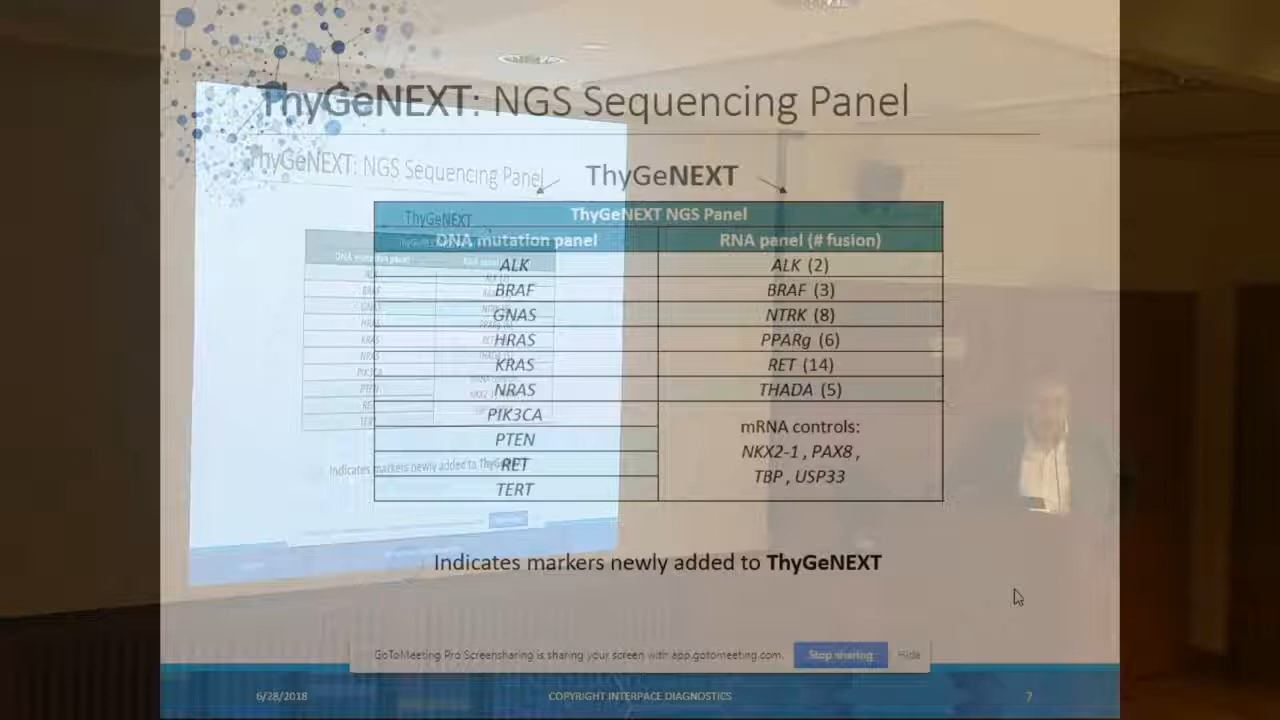 ThyGeNEXT: NGS Sequencing Panel
ThyGeNEXT: NGS Sequencing Panel
ThyGeNEXT
ThyGeNEXT
ThyGeNEXT NGS Panel
DNA mutation panel RNA panel (# fusion)
ALK ALK (2)
BRAF BRAF (3)
GNAS NTRK (8)
HRAS PPARg (6)
KRAS RET (14)
NRAS THADA (5)
PIK3CA
PTEN
RET
TERT
mRNA controls:
NKX2-1 , PAX8 ,
TBP , USP33
Indicates markers newly added to
Indicates markers newly added to ThyGeNEXT
GoToMeeting Pro Screensharing is sharing your screen with app.gotomeeting.com. Stop sharing Hide
6/28/2018 COPYRIGHT INTERPACE DIAGNOSTICS 7